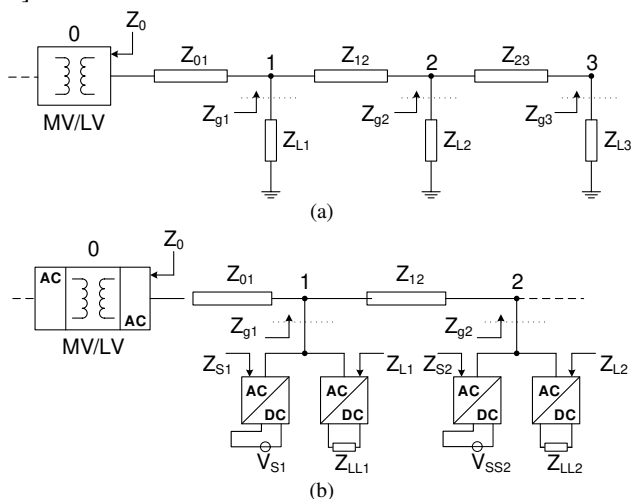 ]
0 Z0
Z01 1 Z12 2 Z23 3
MV/LV
Zg1 Zg2 Zg3
ZL1 ZL2 ZL3
(a)
0 Z0
AC Z01 1 Z12 2
AC
MV/LV
Zg1 Zg2
ZS1 ZL1 ZS2 ZL2
AC AC AC AC
DC DC DC DC
VS1 ZLL1 VSS2 ZLL2
(b)